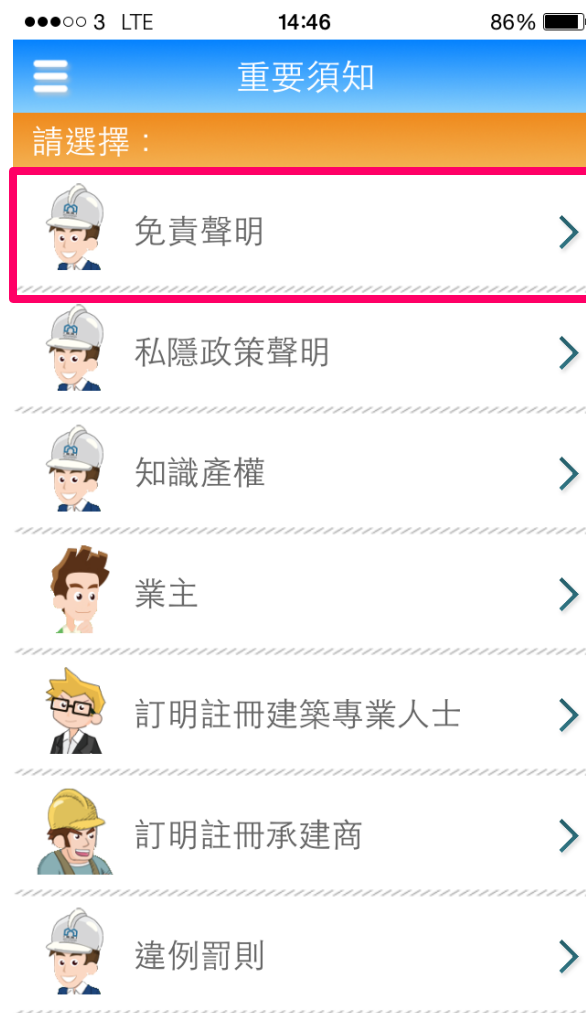 3 LTE 14:46 86%
重要須知
請選擇：
免責聲明
私隱政策聲明
知識產權
業主
訂明註冊建築專業人士
訂明註冊承建商
違例罰則